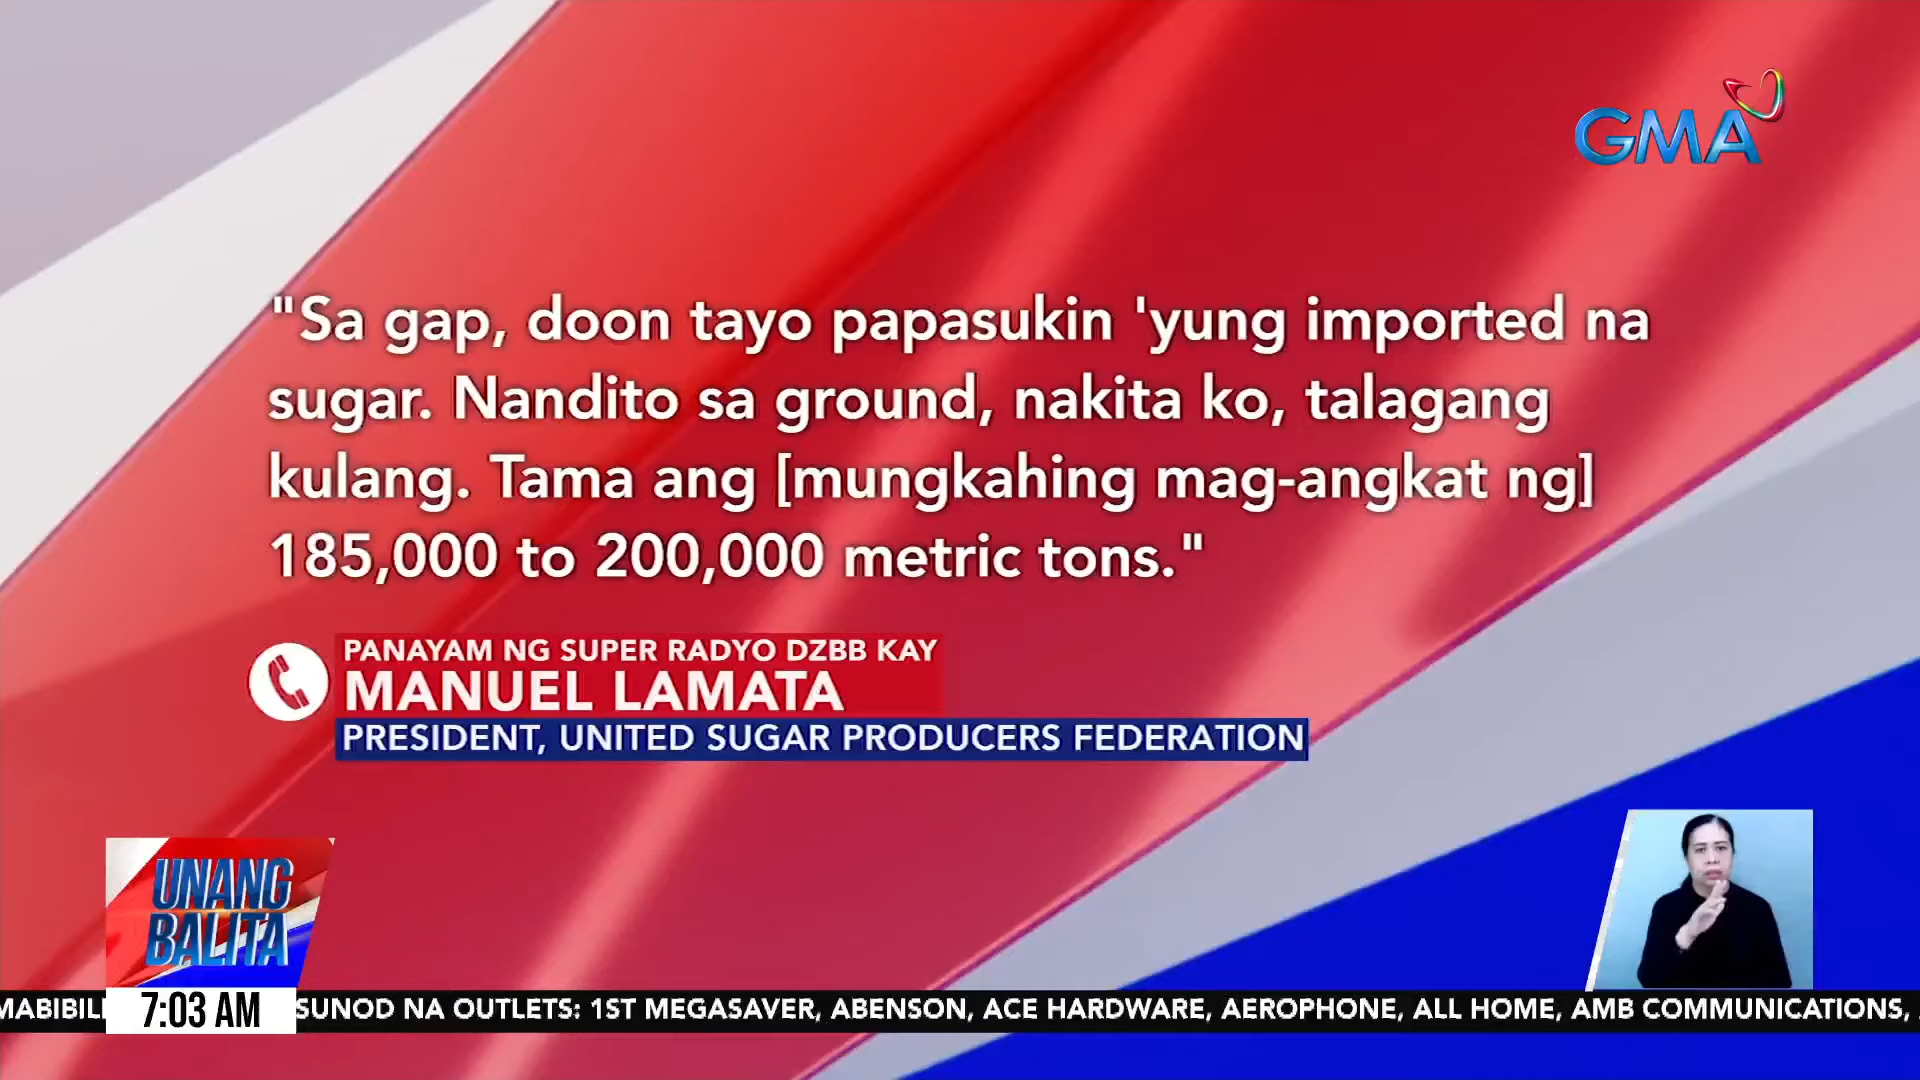 GMA
"Sa gap, doon tayo papasukin 'yung imported na
sugar. Nandito sa ground, nakita ko, talagang
kulang. Tama ang [mungkahing mag-angkat ng]
185,000 to 200,000 metric tons."
PANAYAM NG SUPER RADYO DZBB KAY
MANUEL LAMATA
PRESIDENT, UNITED SUGAR PRODUCERS FEDERATION
UNANG
BALITA
7:03 AM
SUNOD NA OUTLETS: 1ST MEGASAVER, ABENSON, ACE HARDWARE, AEROPHONE, ALL HOME, AMB COMMUNICATIONS,